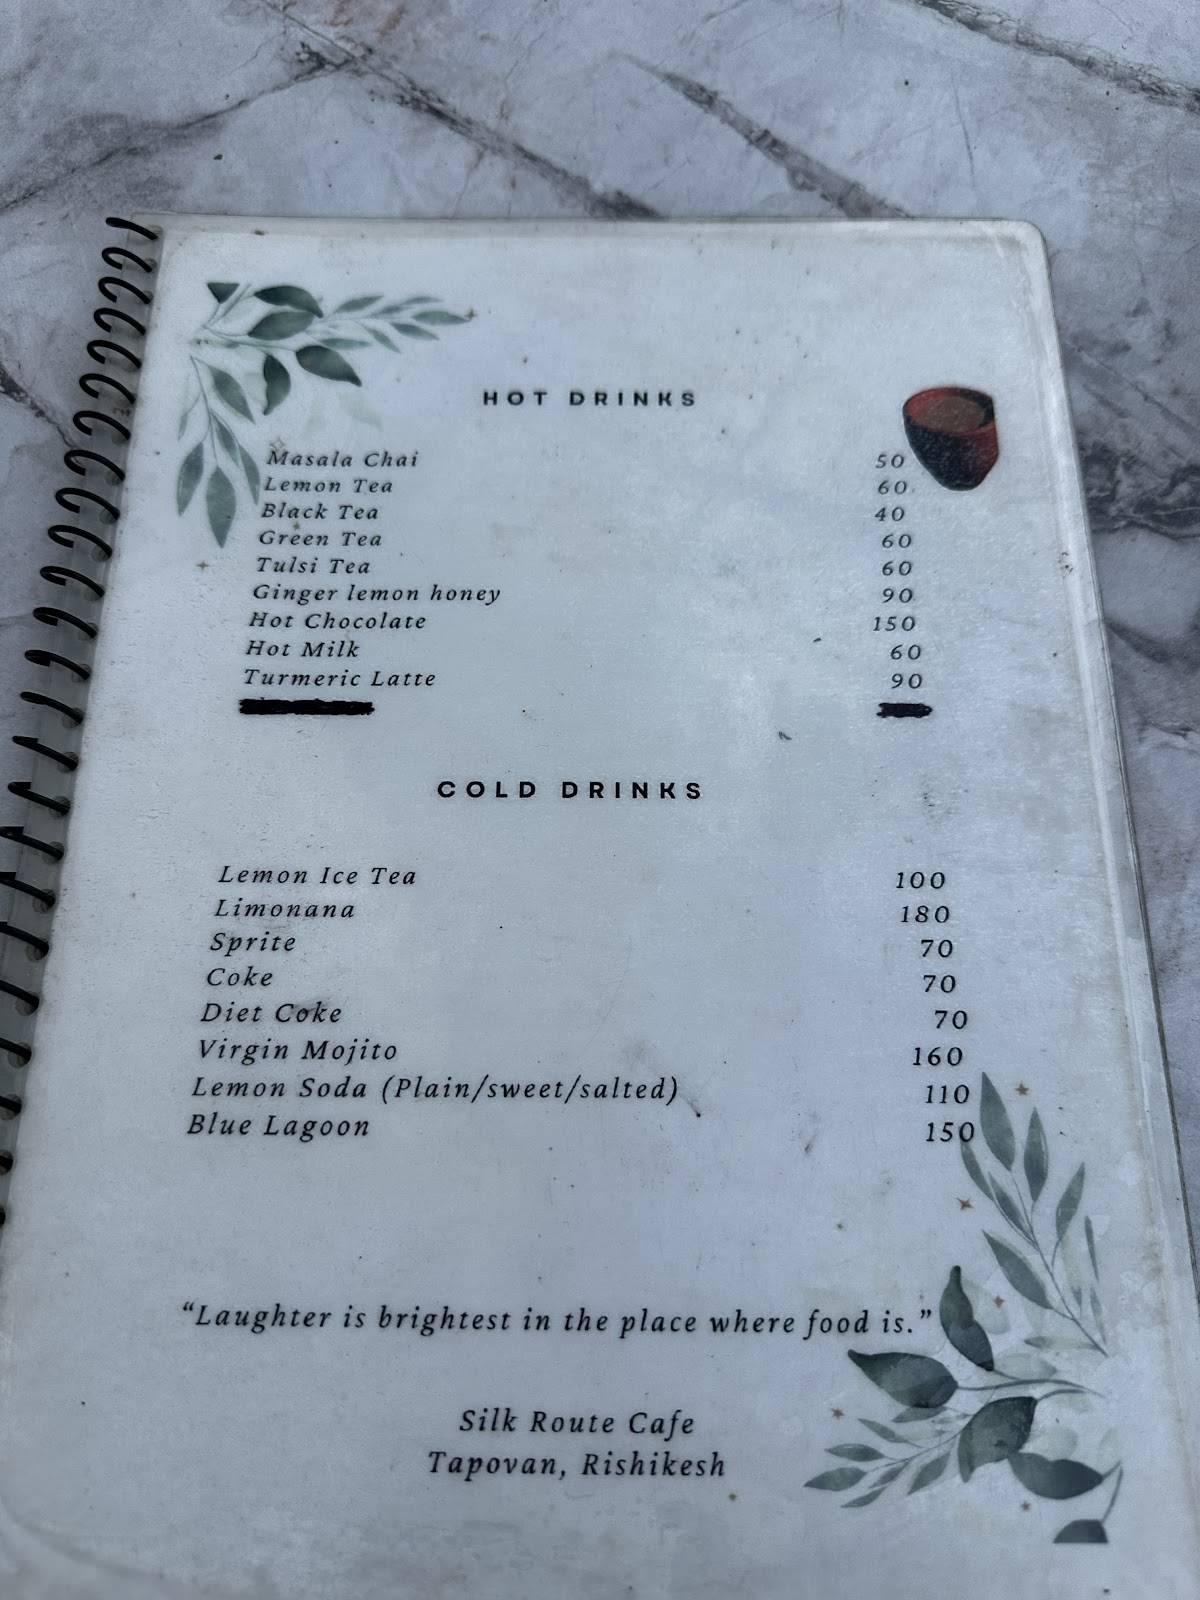 HOT DRINKS
Masala Chai 50
Lemon Tea 60
Black Tea 40
Green Tea 60
Tulsi Tea 60
Ginger lemon honey 90
Hot Chocolate 150
Hot Milk 60
Turmeric Latte 90
COLD DRINKS
Lemon Ice Tea 100
Limonana 180
Sprite 70
Coke 70
Diet Coke 70
Virgin Mojito 160
Lemon Soda (Plain/sweet/salted) 110
Blue Lagoon 150
“Laughter is brightest in the place where food is.”
Silk Route Cafe
Tapovan, Rishikesh